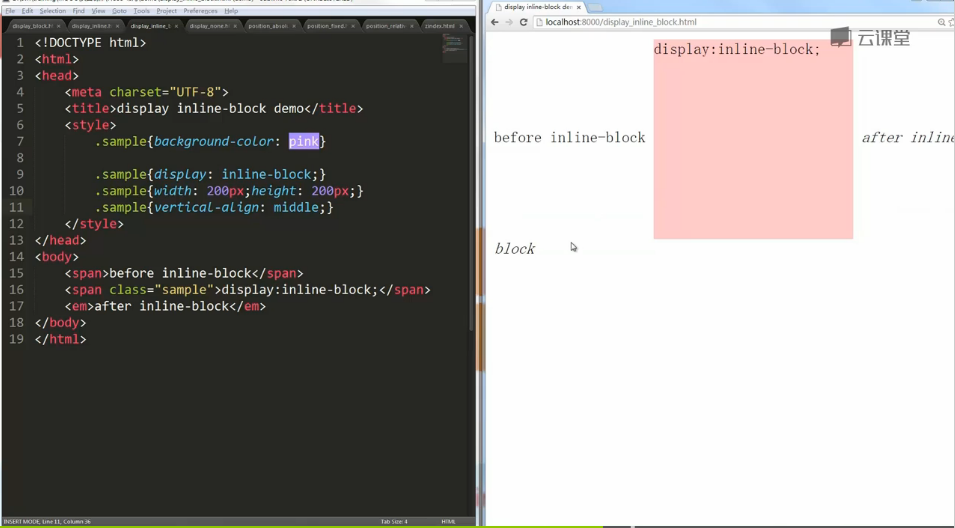 File Edit Selection Find View Goto Tools Project Preferences Help
display_inline.h × display_inline_l × display_none.h × position_absol × position_fixed. × position_relativ × zindex.html ×
1 <!DOCTYPE html>
2 <html>
3 <head>
4 <meta charset="UTF-8">
5 <title>display inline-block demo</title>
6 <style>
7 .sample{background-color: pink}
8
9 .sample{display: inline-block;}
10 .sample{width: 200px;height: 200px;}
11 .sample{vertical-align: middle;}
12 </style>
13 </head>
14 <body>
15 <span>before inline-block</span>
16 <span class="sample">display:inline-block;</span>
17 <em>after inline-block</em>
18 </body>
19 </html>
INSERT MODE, Line 11, Column 36 Tab Size: 4 HTML
display inline-block de ×
localhost:8000/display_inline_block.html
云课堂
display:inline-block;
before inline-block
after inline-
block